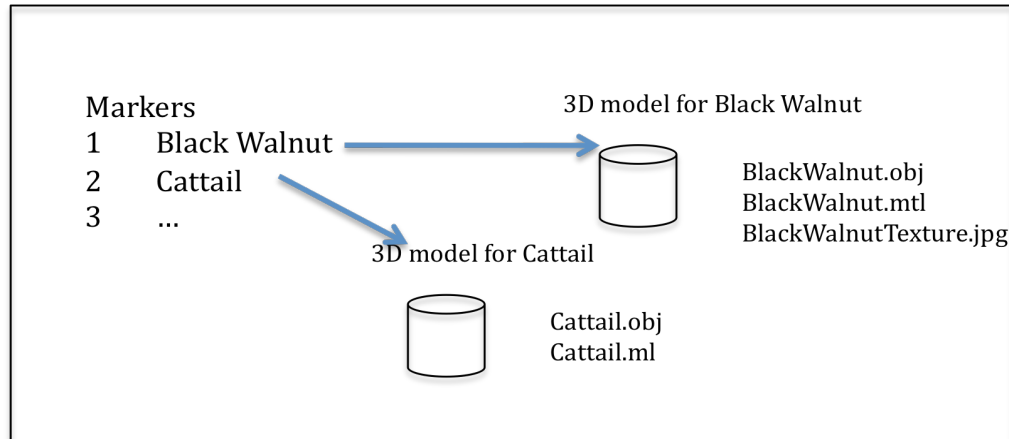 Markers
1 Black Walnut
2 Cattail
3 ...
3D model for Black Walnut
BlackWalnut.obj
BlackWalnut.mtl
BlackWalnutTexture.jpg
3D model for Cattail
Cattail.obj
Cattail.ml